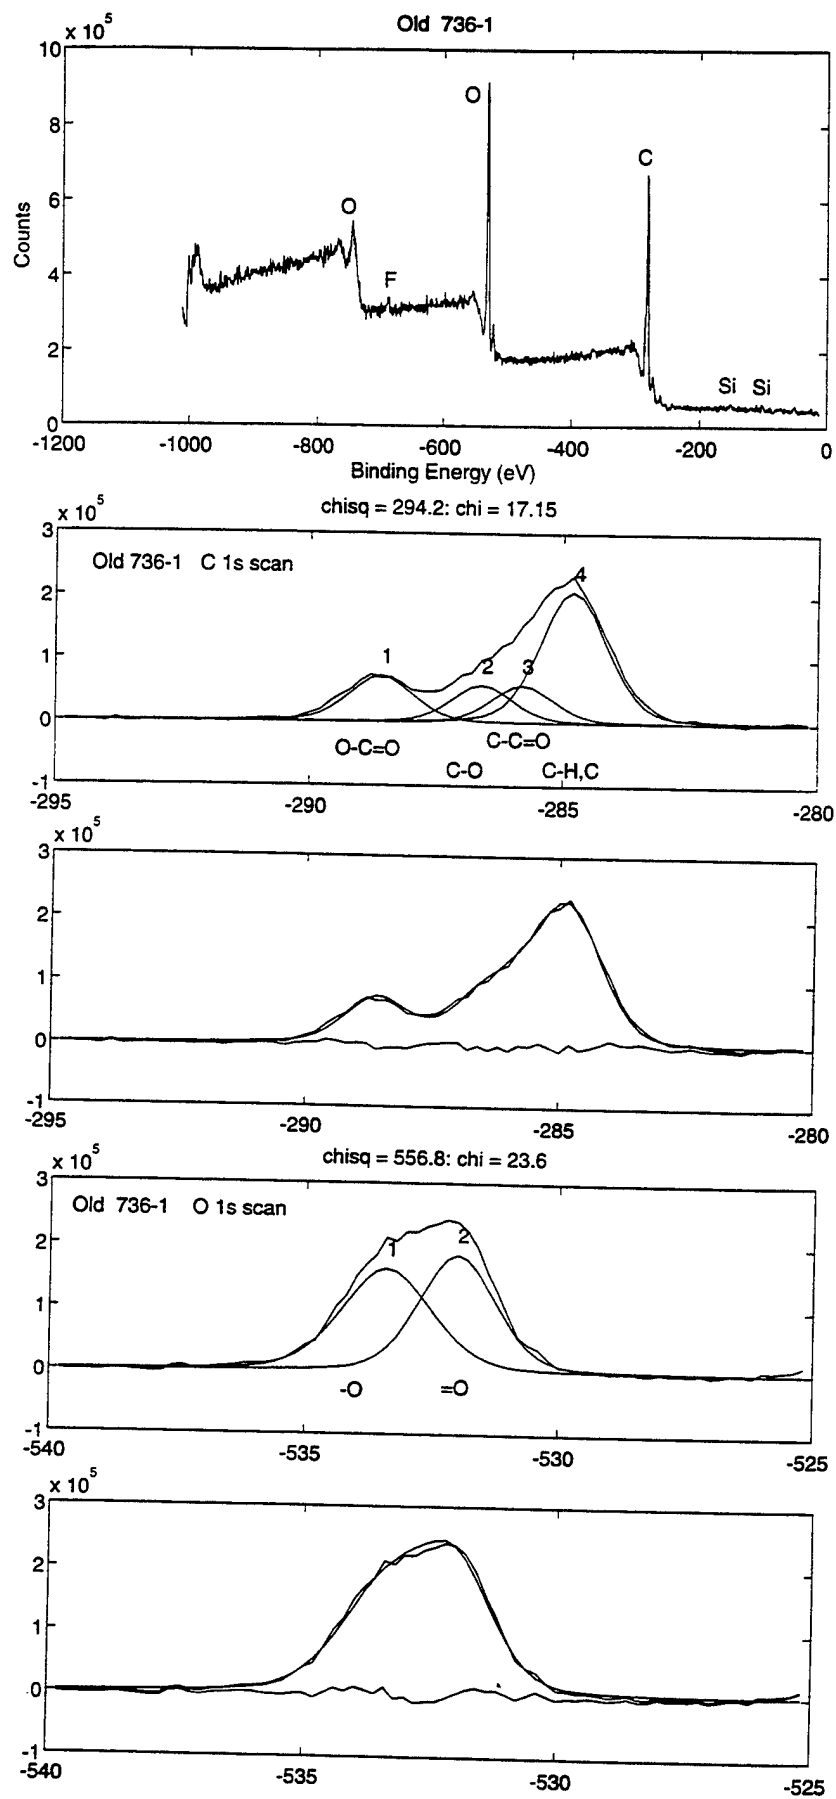 Old 736-1
x 10 5
10
O
8
C
6
O
Counts
4
F
2
Si Si
0
-1200 -1000 -800 -600 -400 -200 0
Binding Energy (eV)
chisq = 294.2: chi = 17.15
x 10 5
3
Old 736-1 C 1s scan
4
2
1
1 2 3
0
O-C=O C-C=O
C-O C-H,C
-1
-295 -290 -285 -280
x 10 5
3
2
1
0
-1
-295 -290 -285 -280
chisq = 556.8: chi = 23.6
x 10 5
3
Old 736-1 O 1s scan
2
1 2
1
0
-O =O
-1
-540 -535 -530 -525
x 10 5
3
2
1
0
-1
-540 -535 -530 -525